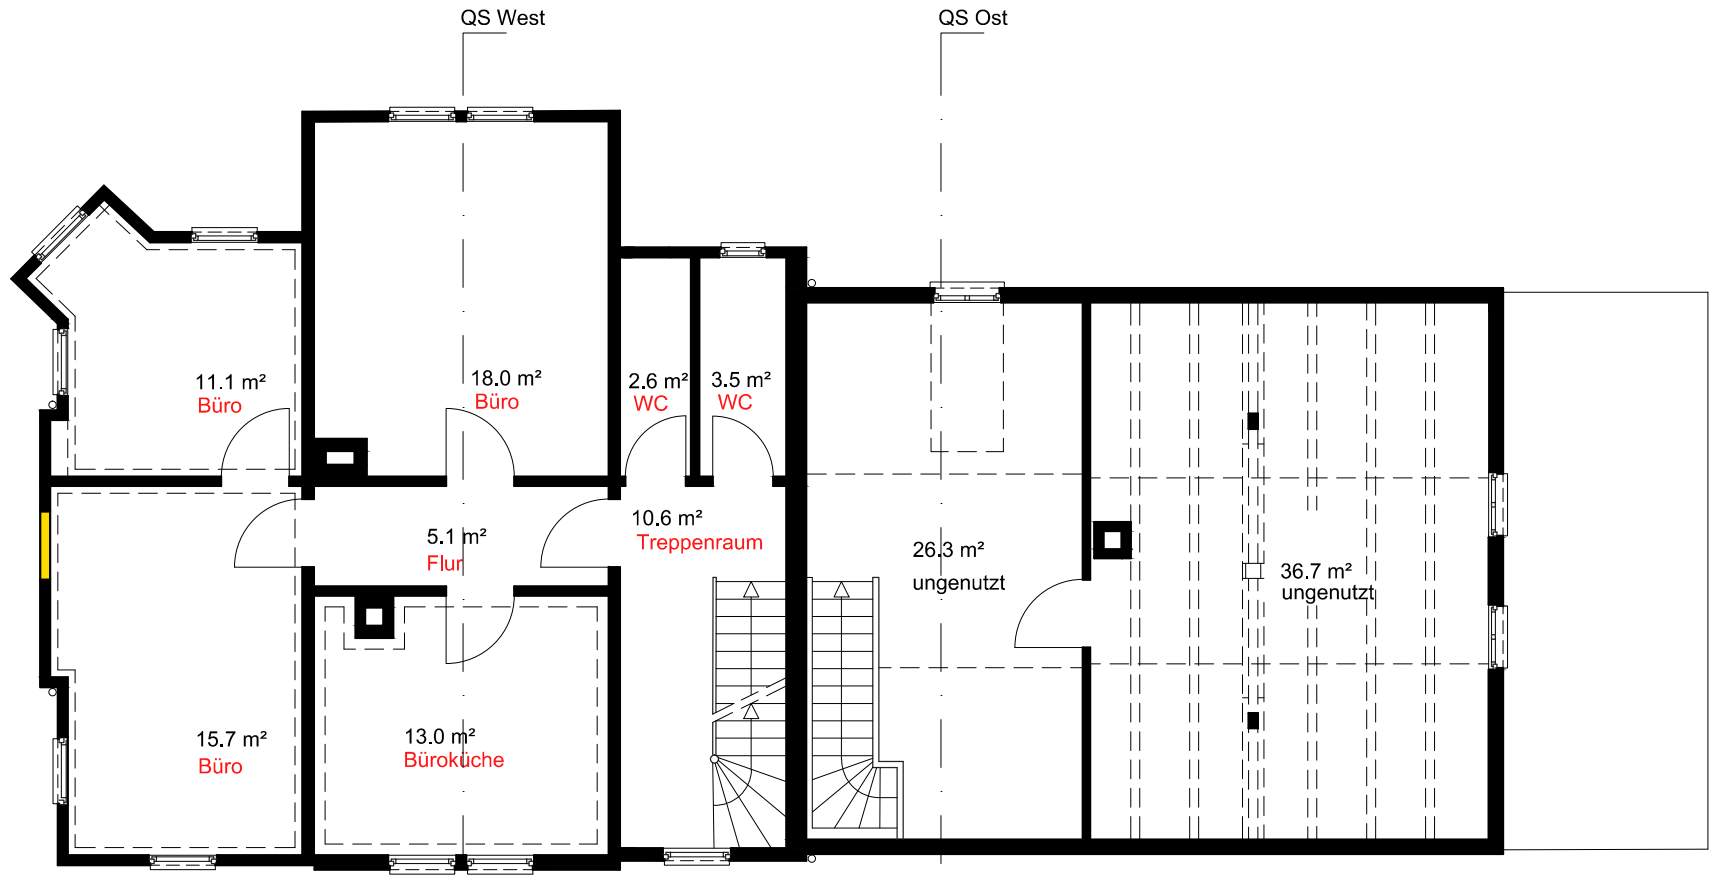 QS West
QS Ost
11.1 m²
Büro
18.0 m²
Büro
2.6 m²
WC
3.5 m²
WC
5.1 m²
Flur
10.6 m²
Treppenraum
26.3 m²
ungenutzt
36.7 m²
ungenutzt
15.7 m²
Büro
13.0 m²
Büroküche